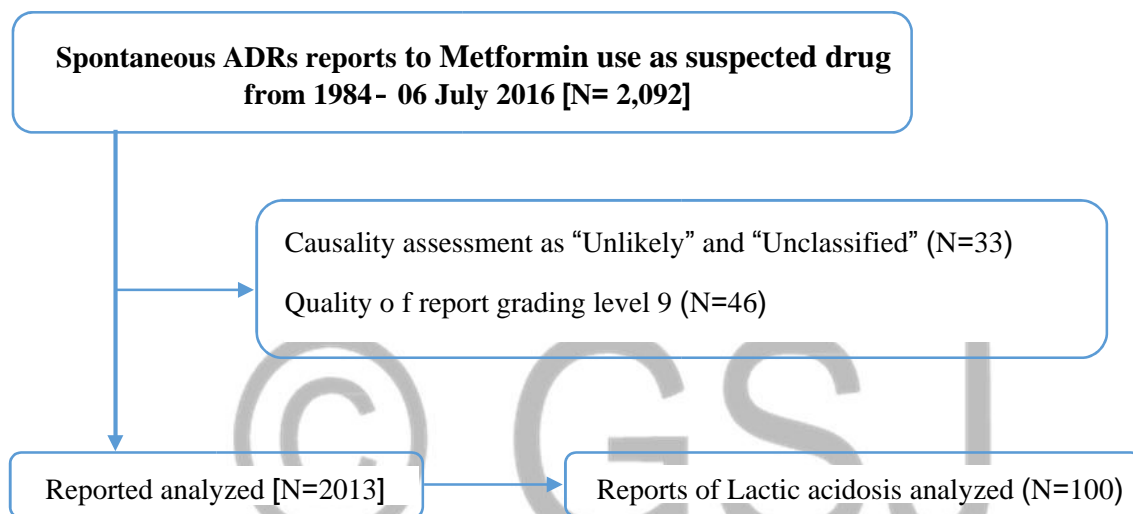 Spontaneous ADRs reports to Metformin use as suspected drug
from 1984- 06 July 2016 [N= 2,092]
Causality assessment as “Unlikely” and “Unclassified” (N=33)
Quality o f report grading level 9 (N=46)
© GSJ
Reported analyzed [N=2013]
Reports of Lactic acidosis analyzed (N=100)